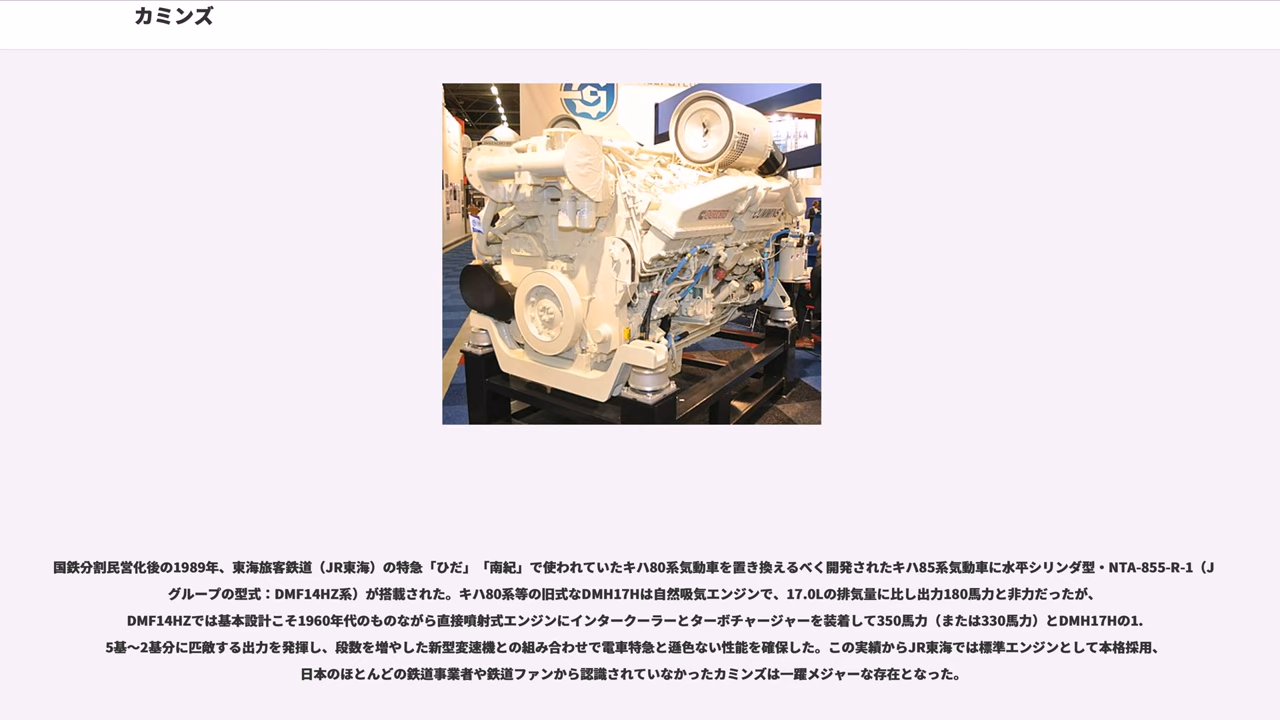 カミンズ
CUMMINS
国鉄分割民営化後の1989年、東海旅客鉄道（JR東海）の特急「ひだ」「南紀」で使われていたキハ80系気動車を置き換えるべく開発されたキハ85系気動車に水平シリンダ型・NTA-855-R-1（J
グループの型式：DMF14HZ系）が搭載された。キハ80系等の旧式なDMH17Hは自然吸気エンジンで、17.0Lの排気量に比し出力180馬力と非力だったが、
DMF14HZでは基本設計こそ1960年代のものながら直接噴射式エンジンにインタークーラーとターボチャージャーを装着して350馬力（または330馬力）とDMH17Hの1.
5基～2基分に匹敵する出力を発揮し、段数を増やした新型変速機との組み合わせで電車特急と遜色ない性能を確保した。この実績からJR東海では標準エンジンとして本格採用、
日本のほとんどの鉄道事業者や鉄道ファンから認識されていなかったカミンズは一躍メジャーな存在となった。